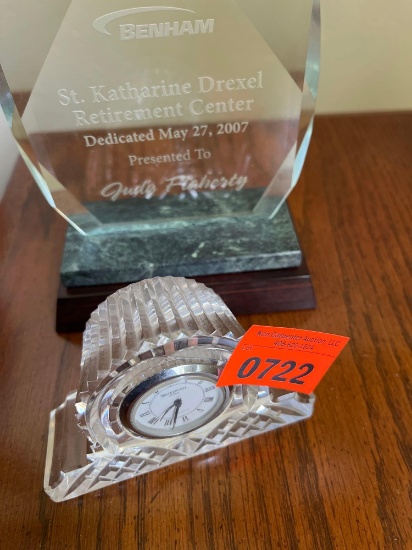 BENHAM
St. Katharine Drexel
Retirement Center
Dedicated May 27, 2007
Presented To
Judy Flaherty
0722